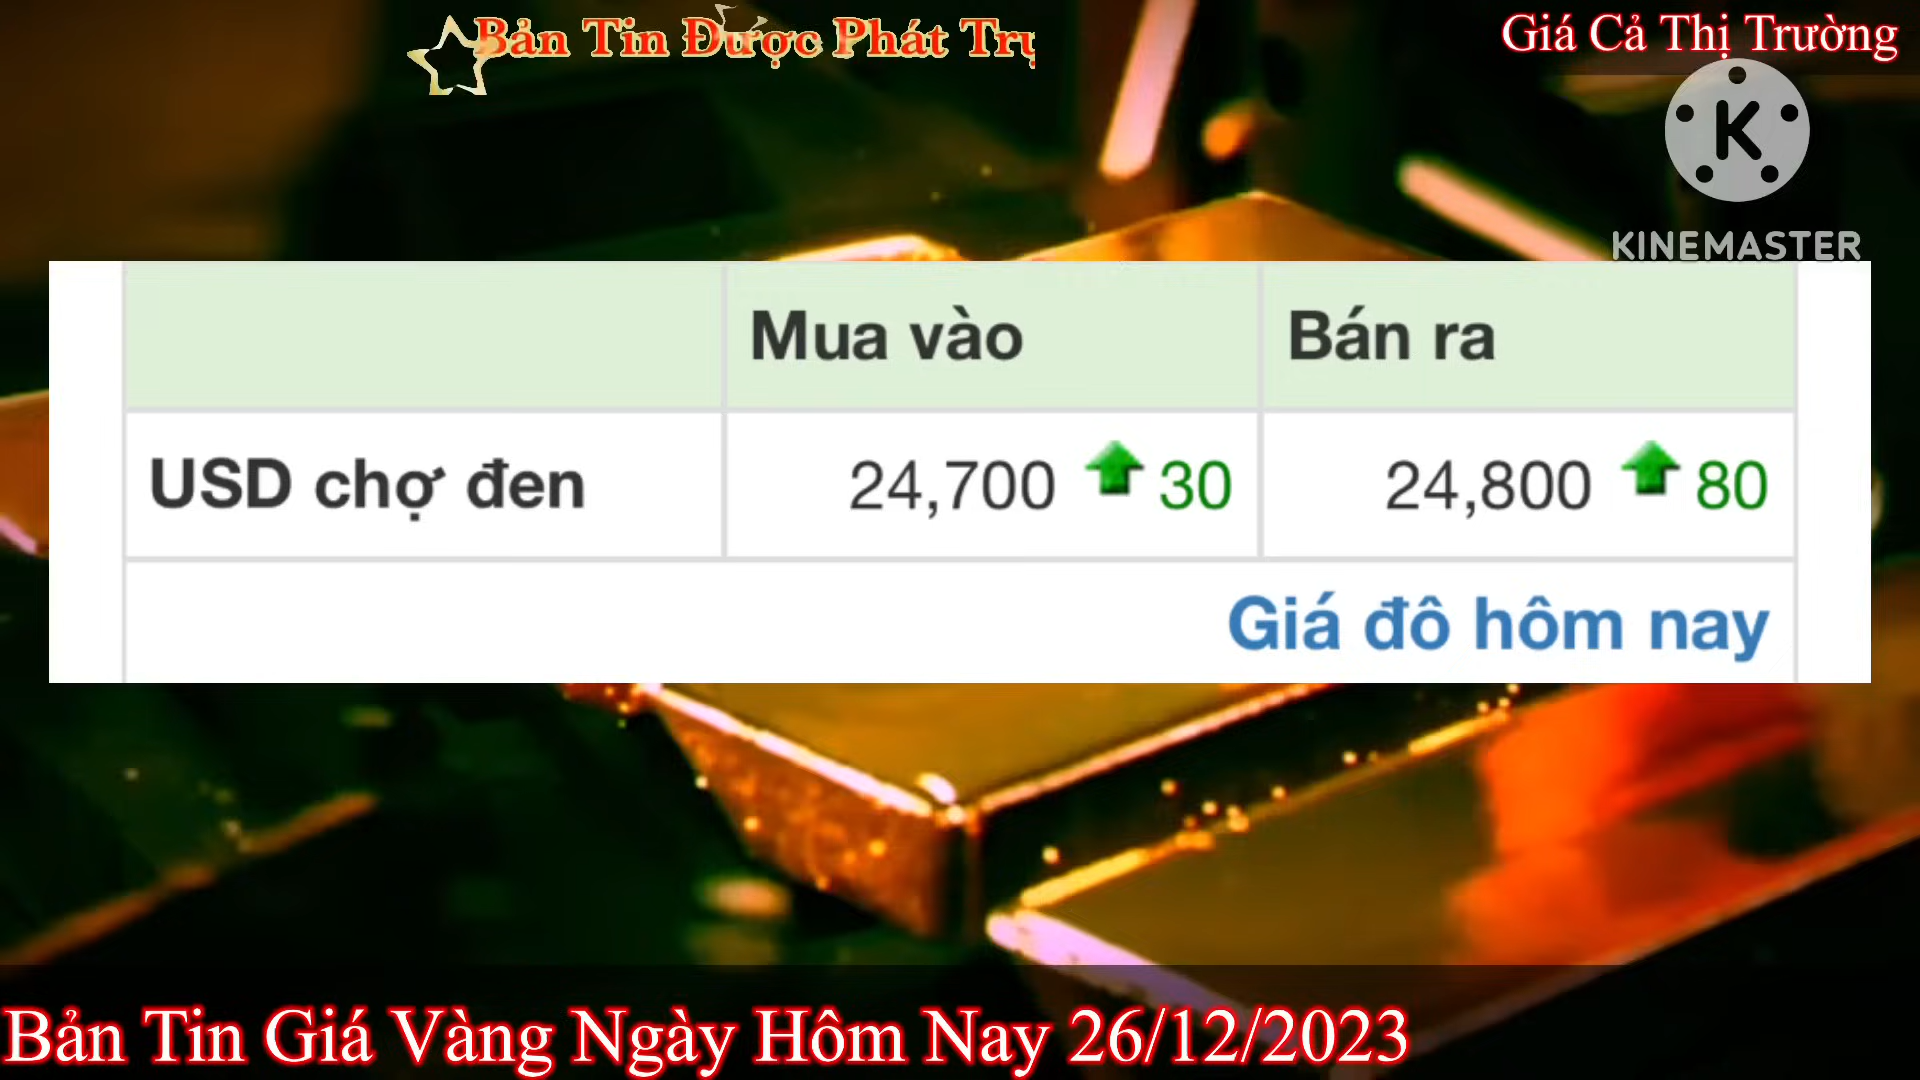 Bản Tin Được Phát
Giá Cả Thị Trường
K
KINEMASTER
Mua vào Bán ra
USD chợ đen 24,700 30 24,800 80
Giá đô hôm nay
Bản Tin Giá Vàng Ngày Hôm Nay 26/12/2023